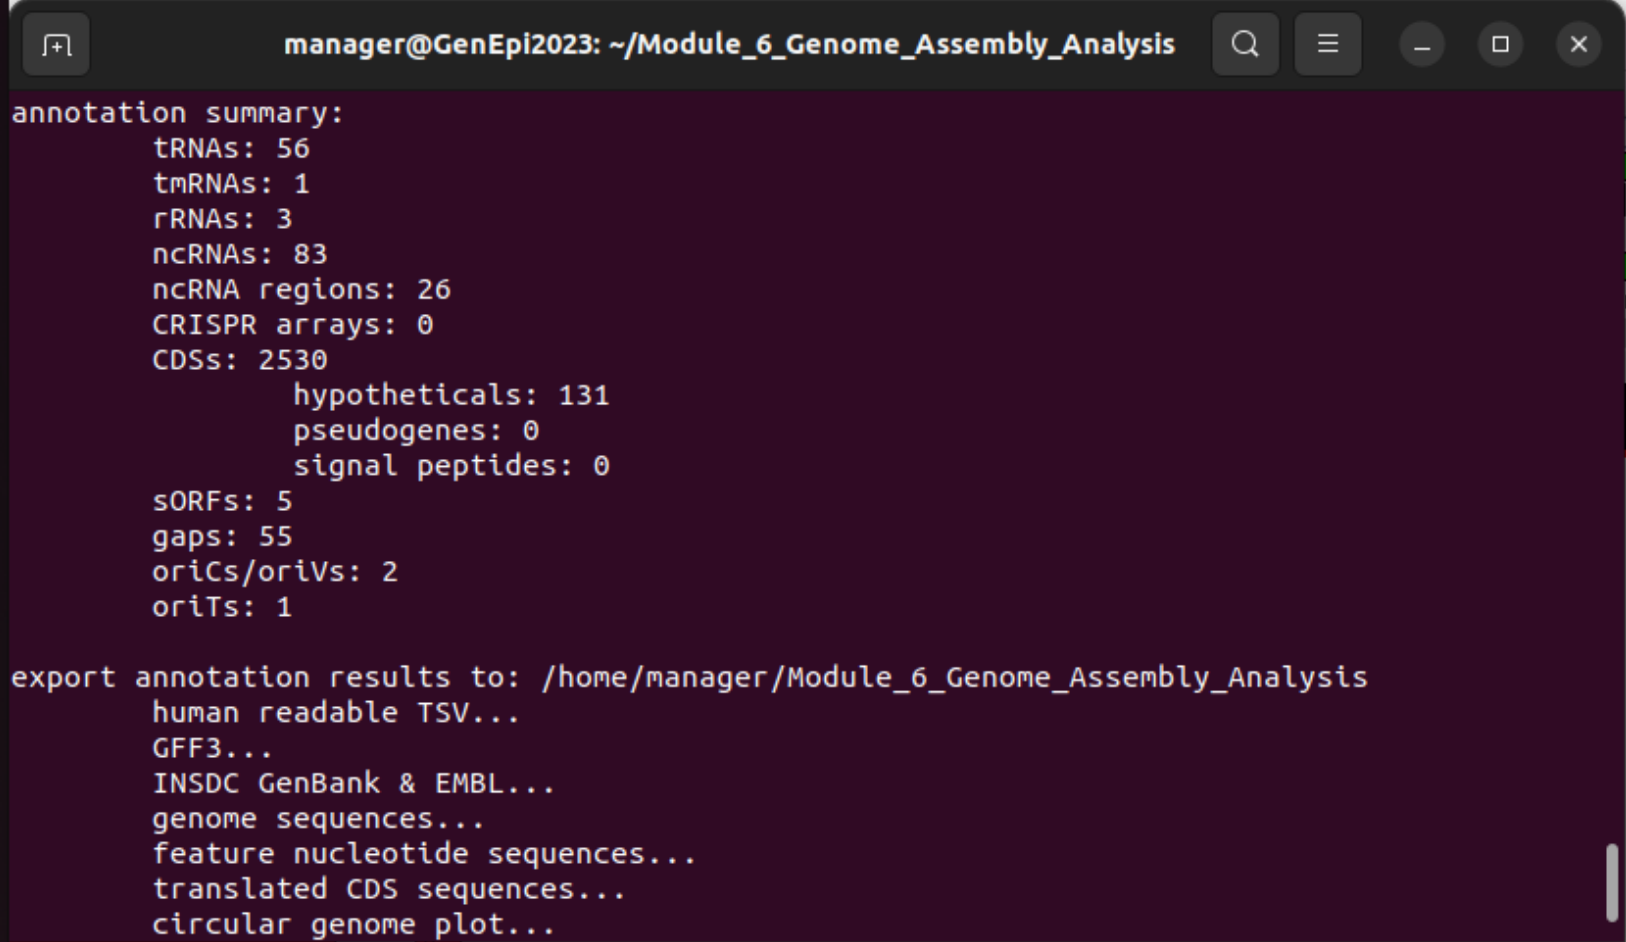 manager@GenEpi2023: ~/Module_6_Genome_Assembly_Analysis
annotation summary:
tRNAs: 56
tmRNAs: 1
rRNAs: 3
ncRNAs: 83
ncRNA regions: 26
CRISPR arrays: 0
CDSs: 2530
hypotheticals: 131
pseudogenes: 0
signal peptides: 0
sORFs: 5
gaps: 55
oriCs/oriVs: 2
oriTs: 1
export annotation results to: /home/manager/Module_6_Genome_Assembly_Analysis
human readable TSV...
GFF3...
INSDC GenBank & EMBL...
genome sequences...
feature nucleotide sequences...
translated CDS sequences...
circular genome plot...